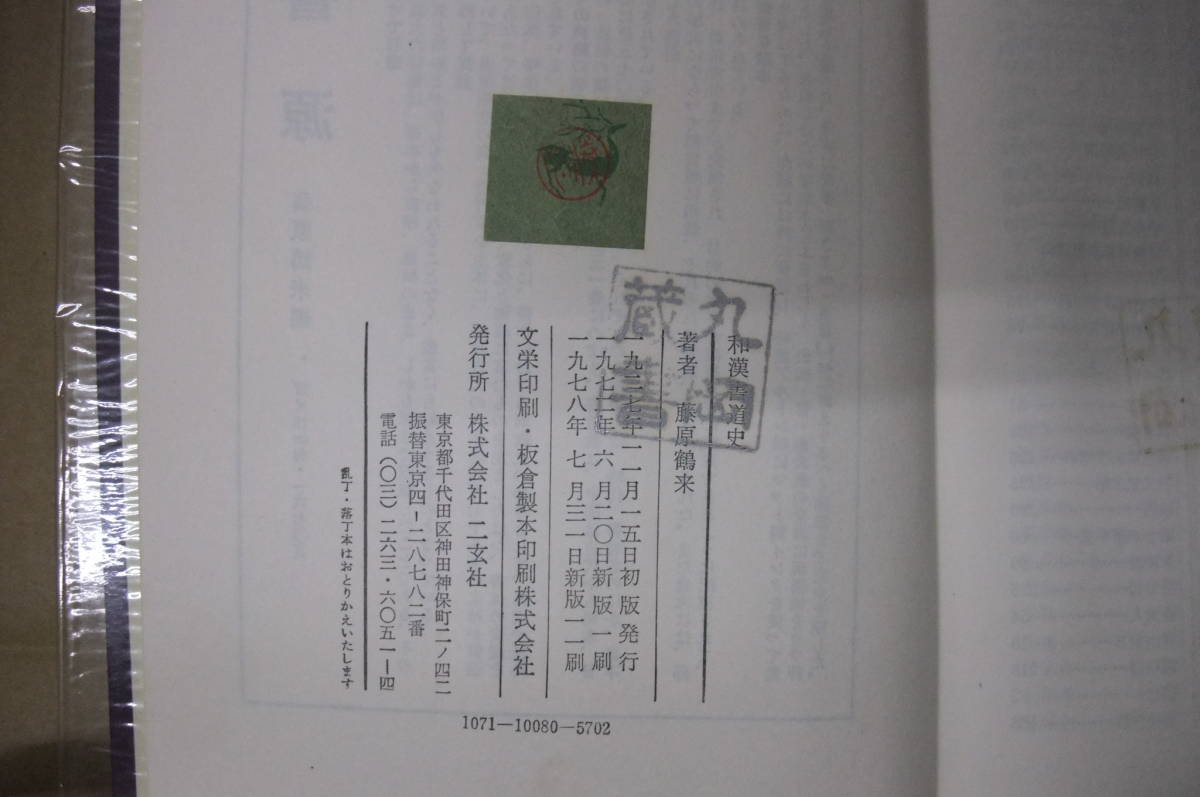 和漢書道史
著者 藤原鶴来
一九二七年一一月一五日初版発行
一九七一年 六 月二〇日新版一刷
一九七八年 七 月三一日新版一一刷
文栄印刷・板倉製本印刷株式会社
発行所 株式会社 二玄社
東京都千代田区神田神保町二ノ四二
振替東京四ー二八七八二番
電話(〇三)二六三・六〇五一ー四
乱丁・落丁本はおとりかえいたします
1071—10080—5702
丸
蔵書
源